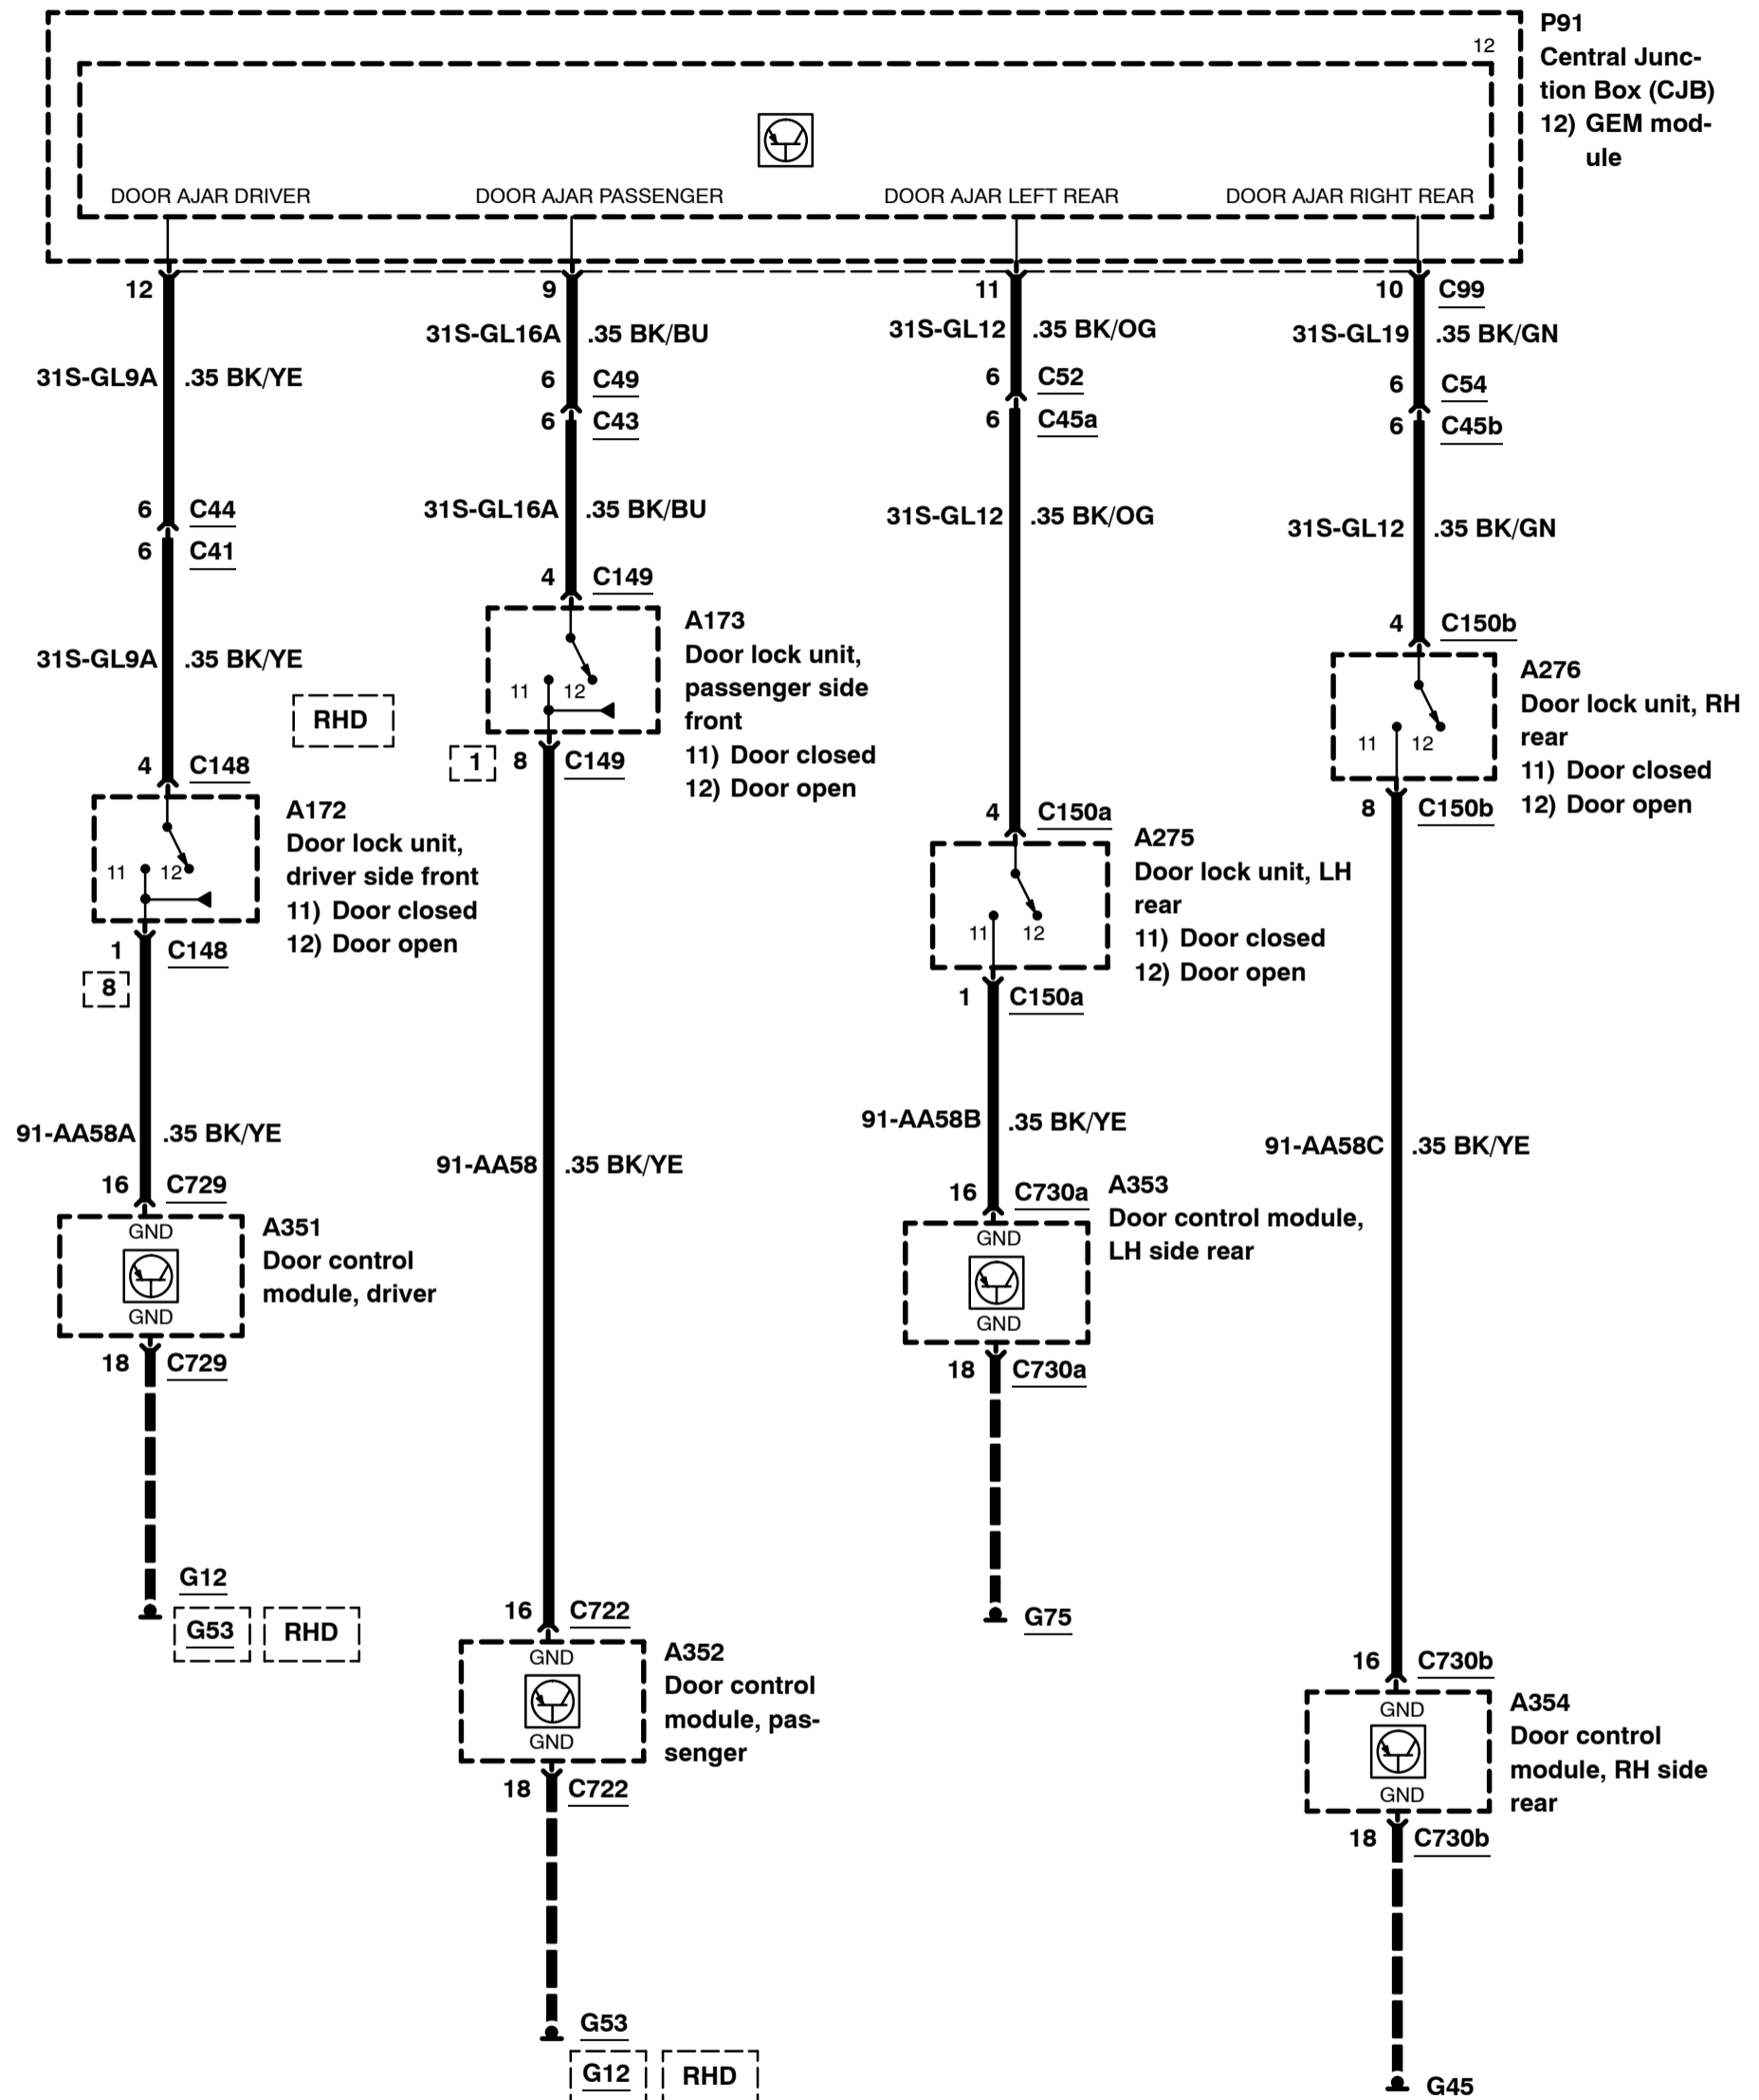 P91
Central Junc-
tion Box (CJB)
12) GEM mod-
ule
12
DOOR AJAR DRIVER
DOOR AJAR PASSENGER
DOOR AJAR LEFT REAR
DOOR AJAR RIGHT REAR
12
31S-GL9A .35 BK/YE
6 C44
6 C41
31S-GL9A .35 BK/YE
RHD
4 C148
A172
Door lock unit,
driver side front
11) Door closed
12) Door open
11 12
1 C148
8
91-AA58A .35 BK/YE
16 C729
GND
GND
A351
Door control
module, driver
18 C729
G12
G53 RHD
9
31S-GL16A .35 BK/BU
6 C49
6 C43
31S-GL16A .35 BK/BU
4 C149
A173
Door lock unit,
passenger side
front
11) Door closed
12) Door open
11 12
1 8 C149
91-AA58 .35 BK/YE
16 C722
GND
GND
A352
Door control
module, pas-
senger
18 C722
G53
G12 RHD
11
31S-GL12 .35 BK/OG
6 C52
6 C45a
31S-GL12 .35 BK/OG
4 C150a
A275
Door lock unit, LH
rear
11) Door closed
12) Door open
11 12
1 C150a
91-AA58B .35 BK/YE
16 C730a
GND
GND
A353
Door control module,
LH side rear
18 C730a
G75
10 C99
31S-GL19 .35 BK/GN
6 C54
6 C45b
31S-GL12 .35 BK/GN
4 C150b
A276
Door lock unit, RH
rear
11) Door closed
12) Door open
11 12
8 C150b
91-AA58C .35 BK/YE
16 C730b
GND
GND
A354
Door control
module, RH side
rear
18 C730b
G45